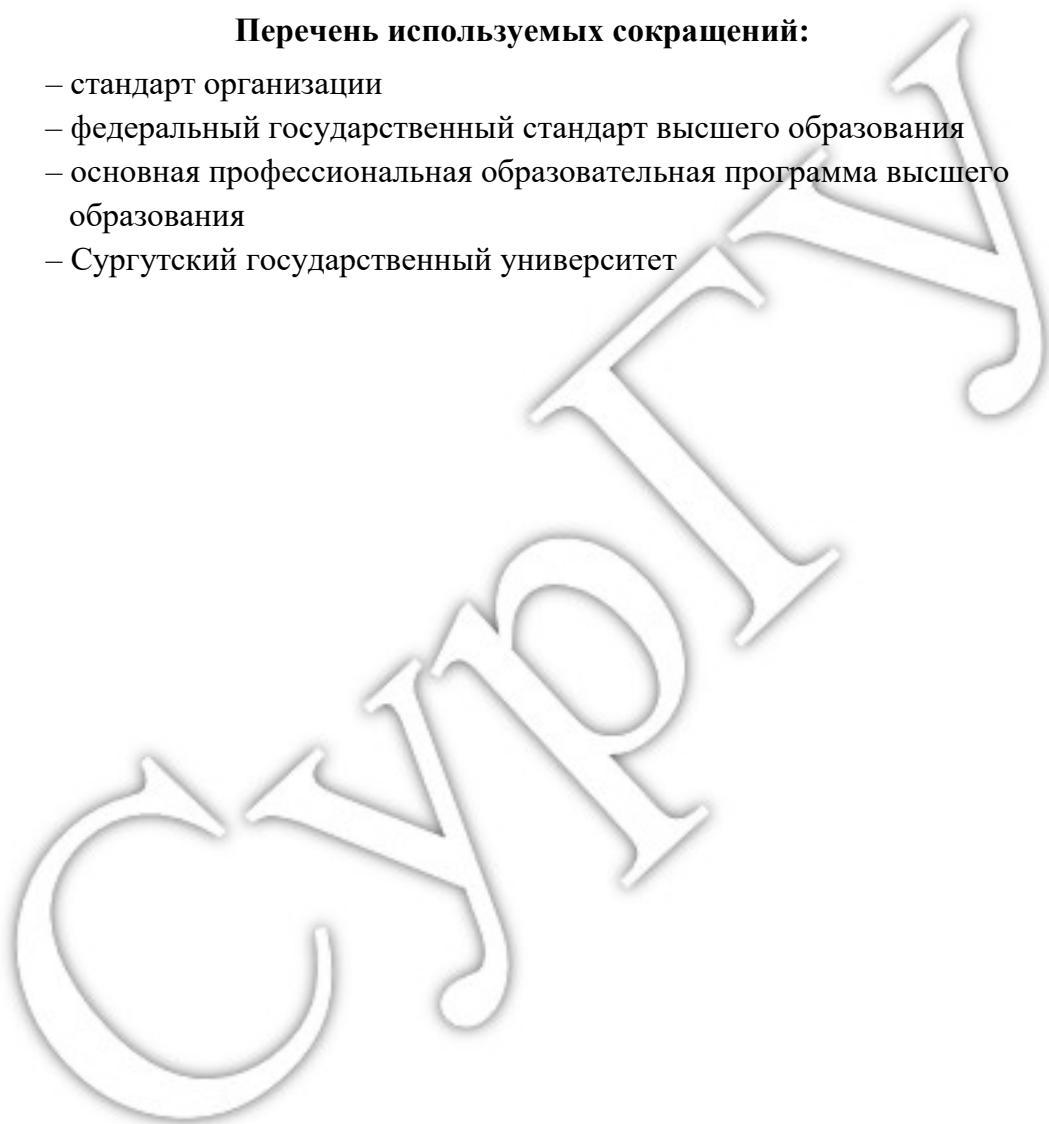 Перечень используемых сокращений:
– стандарт организации
– федеральный государственный стандарт высшего образования
– основная профессиональная образовательная программа высшего
образования
– Сургутский государственный университет
СурГУ